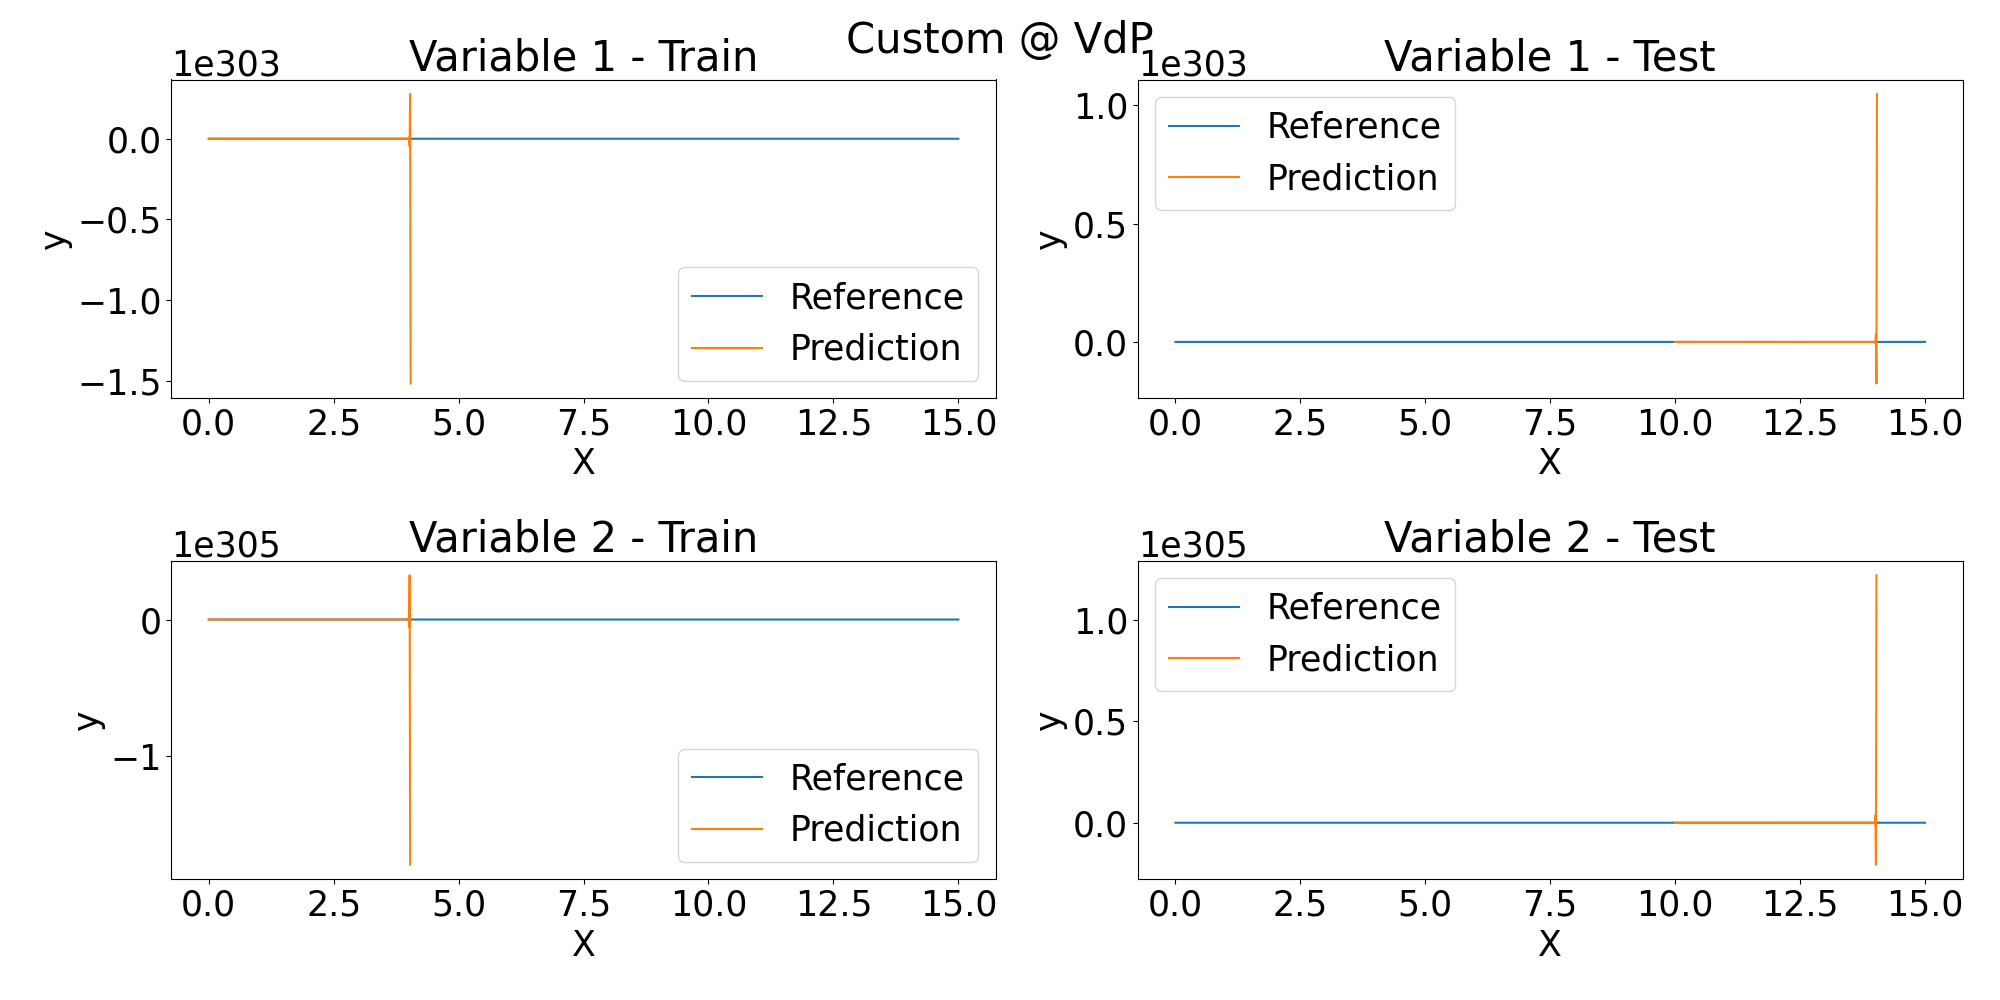 Custom @ VdP
Variable 1 - Train
1e303
0.0
−0.5
−1.0
−1.5
y
Reference
Prediction
0.0 2.5 5.0 7.5 10.0 12.5 15.0
X
Variable 1 - Test
1e303
1.0
0.5
0.0
y
Reference
Prediction
0.0 2.5 5.0 7.5 10.0 12.5 15.0
X
Variable 2 - Train
1e305
0
−1
y
Reference
Prediction
0.0 2.5 5.0 7.5 10.0 12.5 15.0
X
Variable 2 - Test
1e305
1.0
0.5
0.0
y
Reference
Prediction
0.0 2.5 5.0 7.5 10.0 12.5 15.0
X